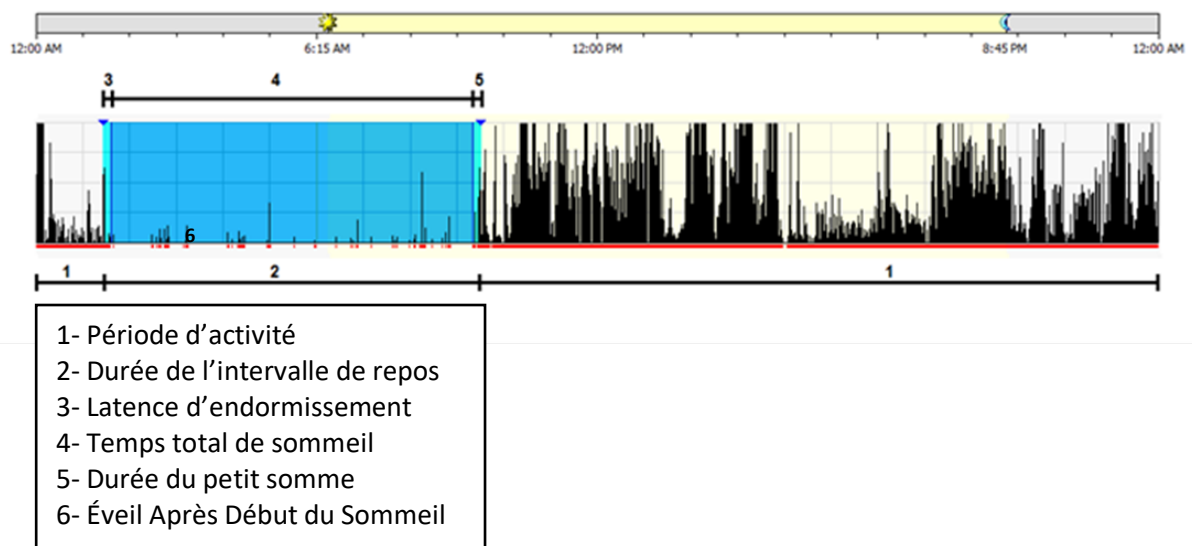 12:00 AM 6:15 AM 12:00 PM 8:45 PM 12:00 AM
3 4 5
6
1 2 1
1- Période d’activité
2- Durée de l’intervalle de repos
3- Latence d’endormissement
4- Temps total de sommeil
5- Durée du petit somme
6- Éveil Après Début du Sommeil